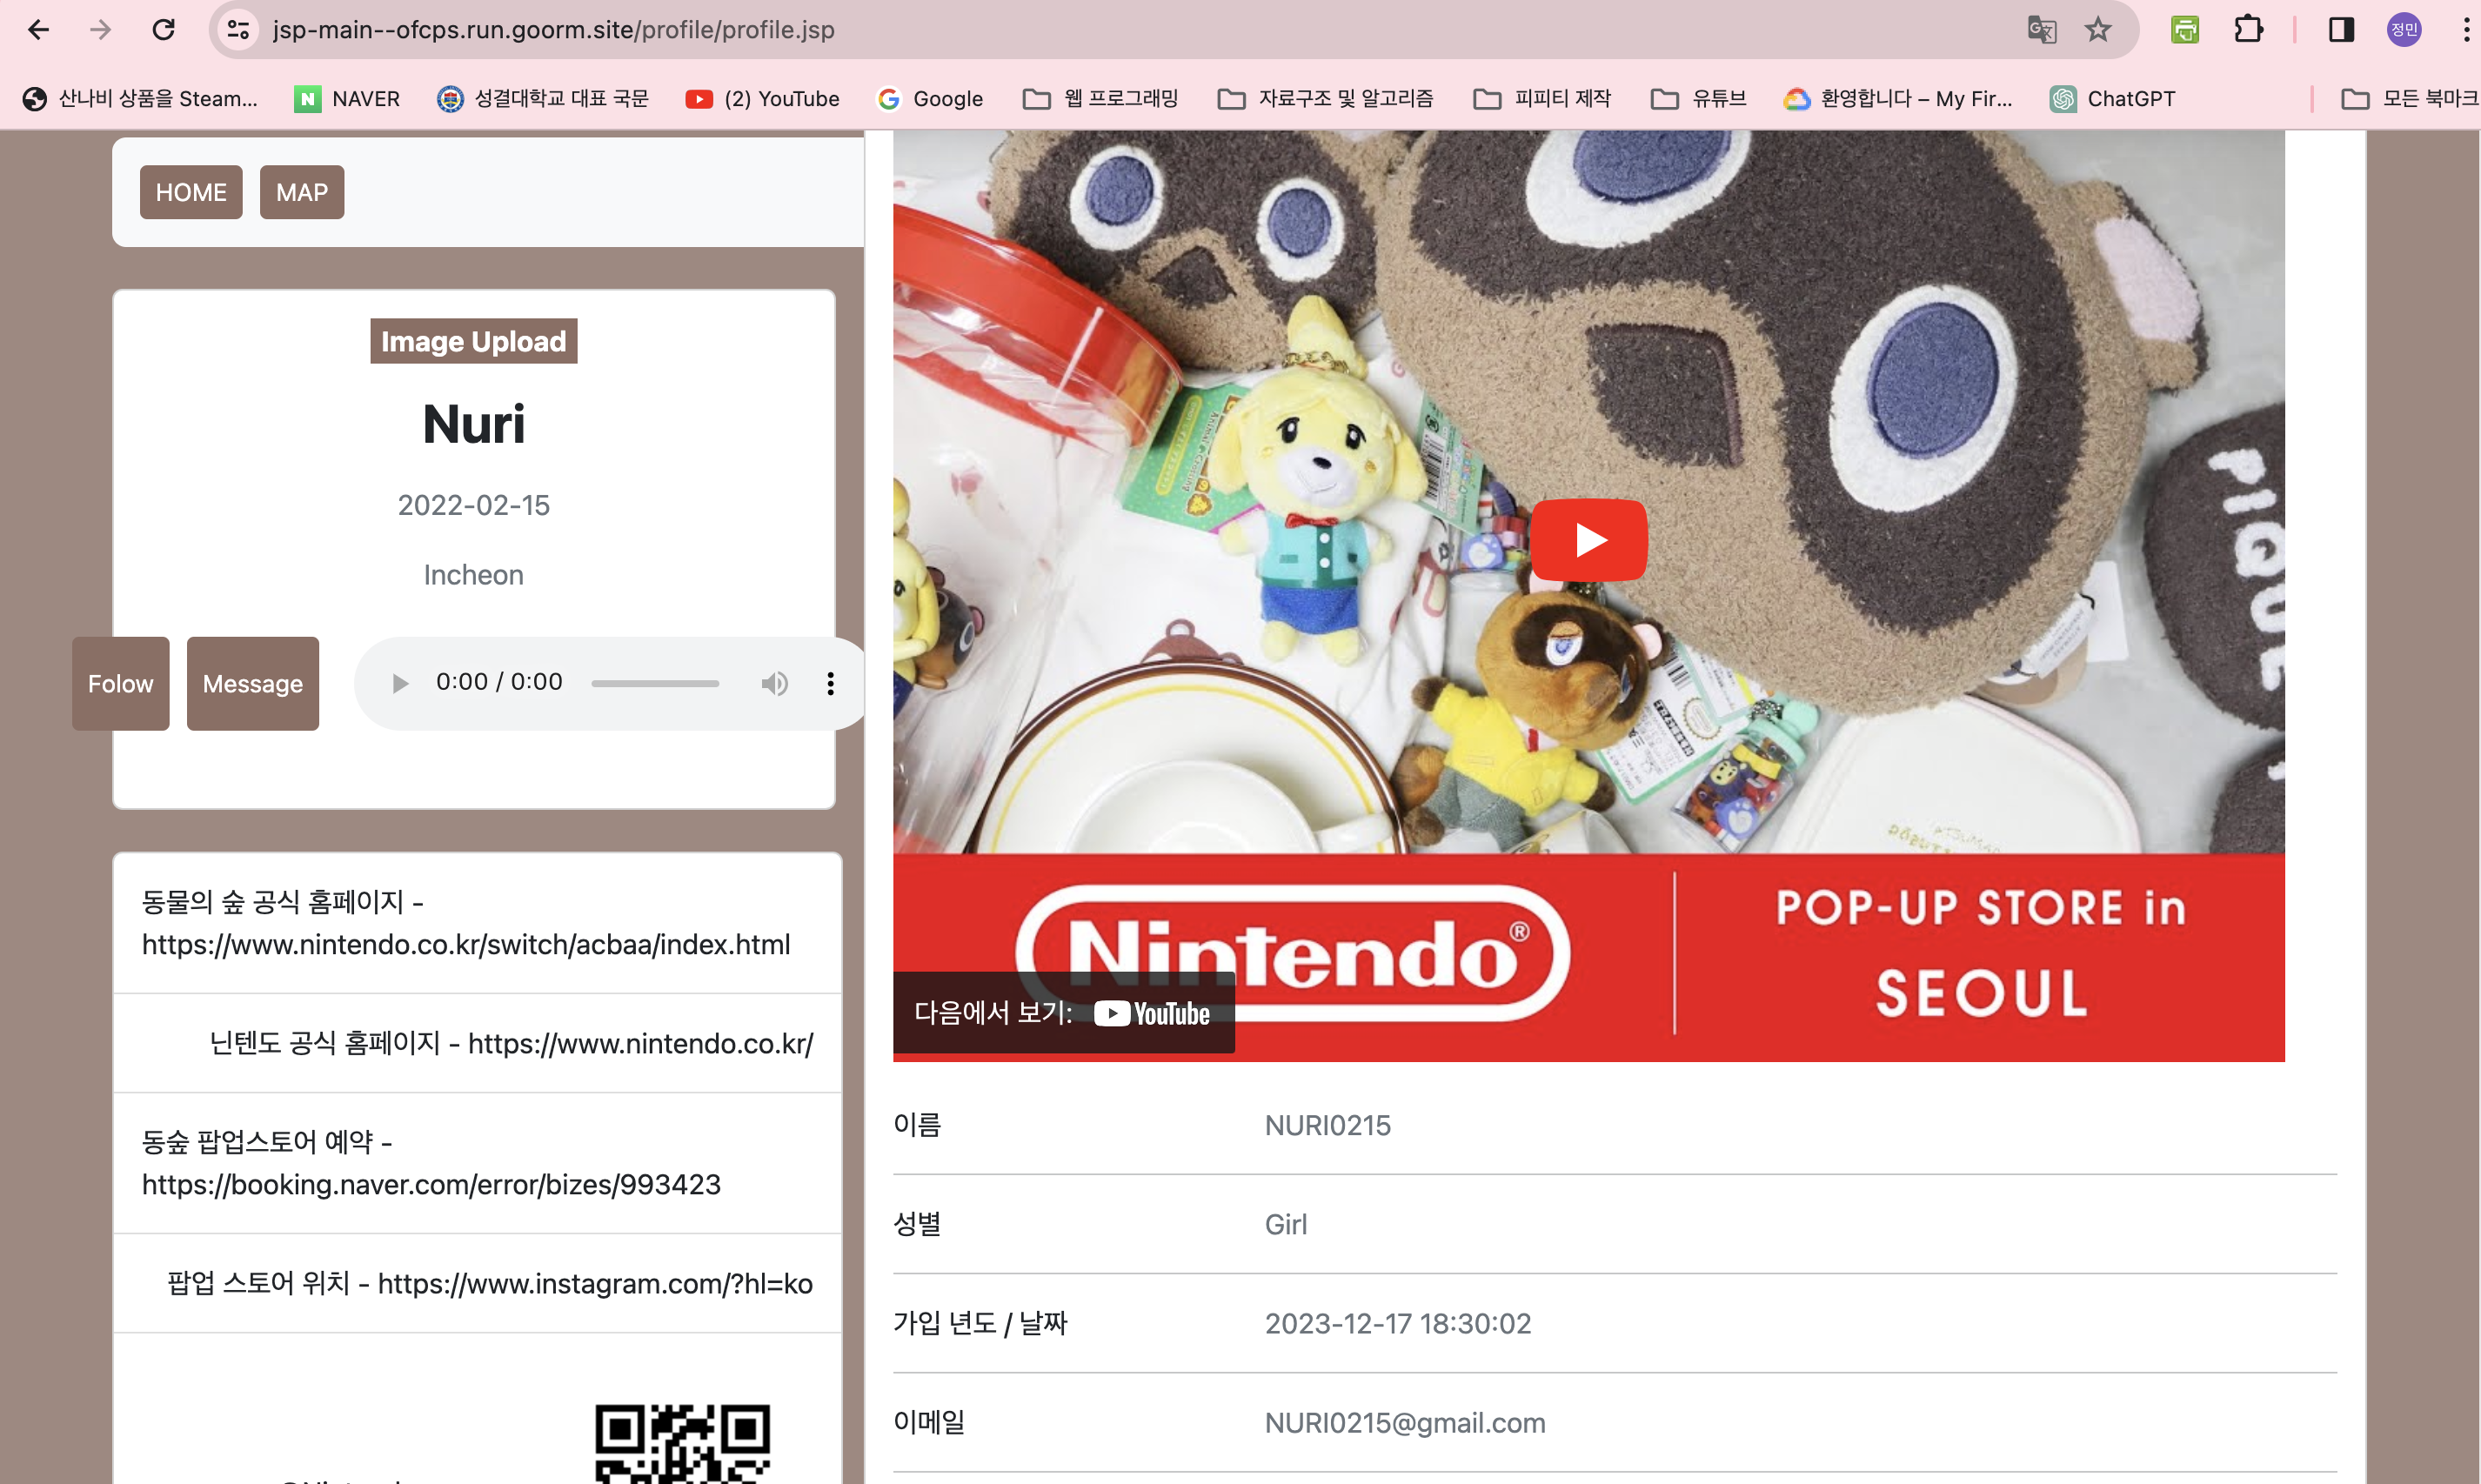 jsp-main--ofcps.run.goorm.site/profile/profile.jsp
정민
산나비 상품을 Steam...
NAVER
성결대학교 대표 국문
(2) YouTube
Google
웹 프로그래밍
자료구조 및 알고리즘
피피티 제작
유튜브
환영합니다 – My Fir...
ChatGPT
모든 북마크
HOME
MAP
Image Upload
Nuri
2022-02-15
Incheon
Folow
Message
0:00 / 0:00
동물의 숲 공식 홈페이지 -
https://www.nintendo.co.kr/switch/acbaa/index.html
닌텐도 공식 홈페이지 - https://www.nintendo.co.kr/
동숲 팝업스토어 예약 -
https://booking.naver.com/error/bizes/993423
팝업 스토어 위치 - https://www.instagram.com/?hl=ko
Nintendo®
POP-UP STORE in
SEOUL
다음에서 보기: YouTube
이름
NURI0215
성별
Girl
가입 년도 / 날짜
2023-12-17 18:30:02
이메일
NURI0215@gmail.com